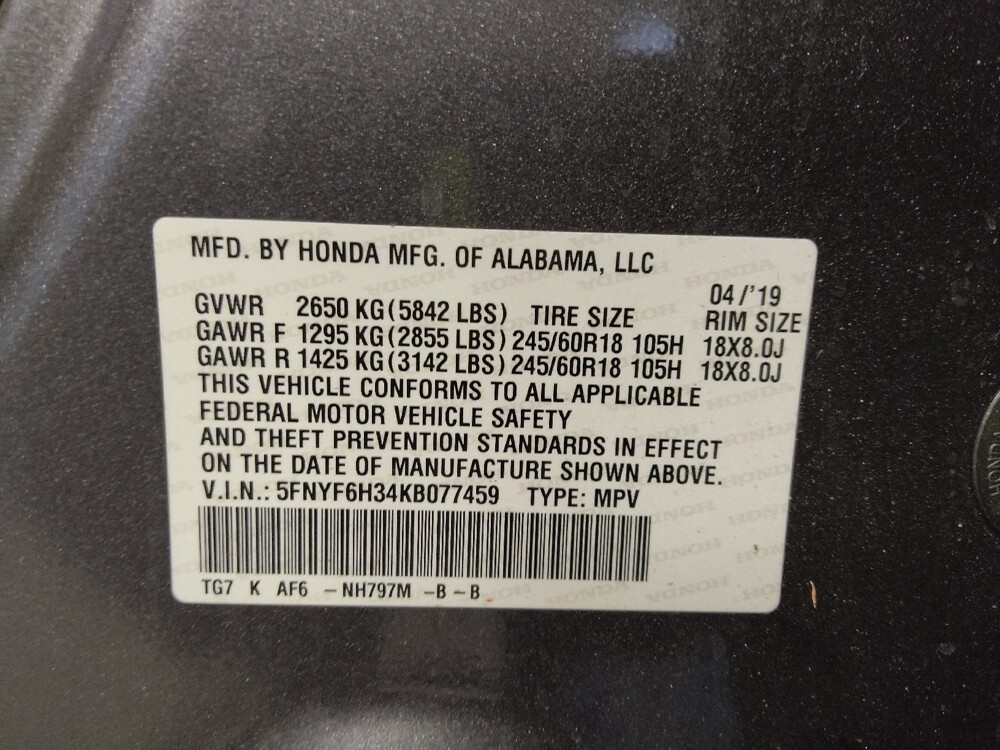 MFD. BY HONDA MFG. OF ALABAMA, LLC
04/'19
GVWR 2650 KG(5842 LBS) TIRE SIZE RIM SIZE
GAWR F 1295 KG(2855 LBS) 245/60R18 105H 18X8.0J
GAWR R 1425 KG(3142 LBS) 245/60R18 105H 18X8.0J
THIS VEHICLE CONFORMS TO ALL APPLICABLE
FEDERAL MOTOR VEHICLE SAFETY
AND THEFT PREVENTION STANDARDS IN EFFECT
ON THE DATE OF MANUFACTURE SHOWN ABOVE.
V.I.N.: 5FNYF6H34KB077459 TYPE: MPV
TG7 K AF6 –NH797M –B–B